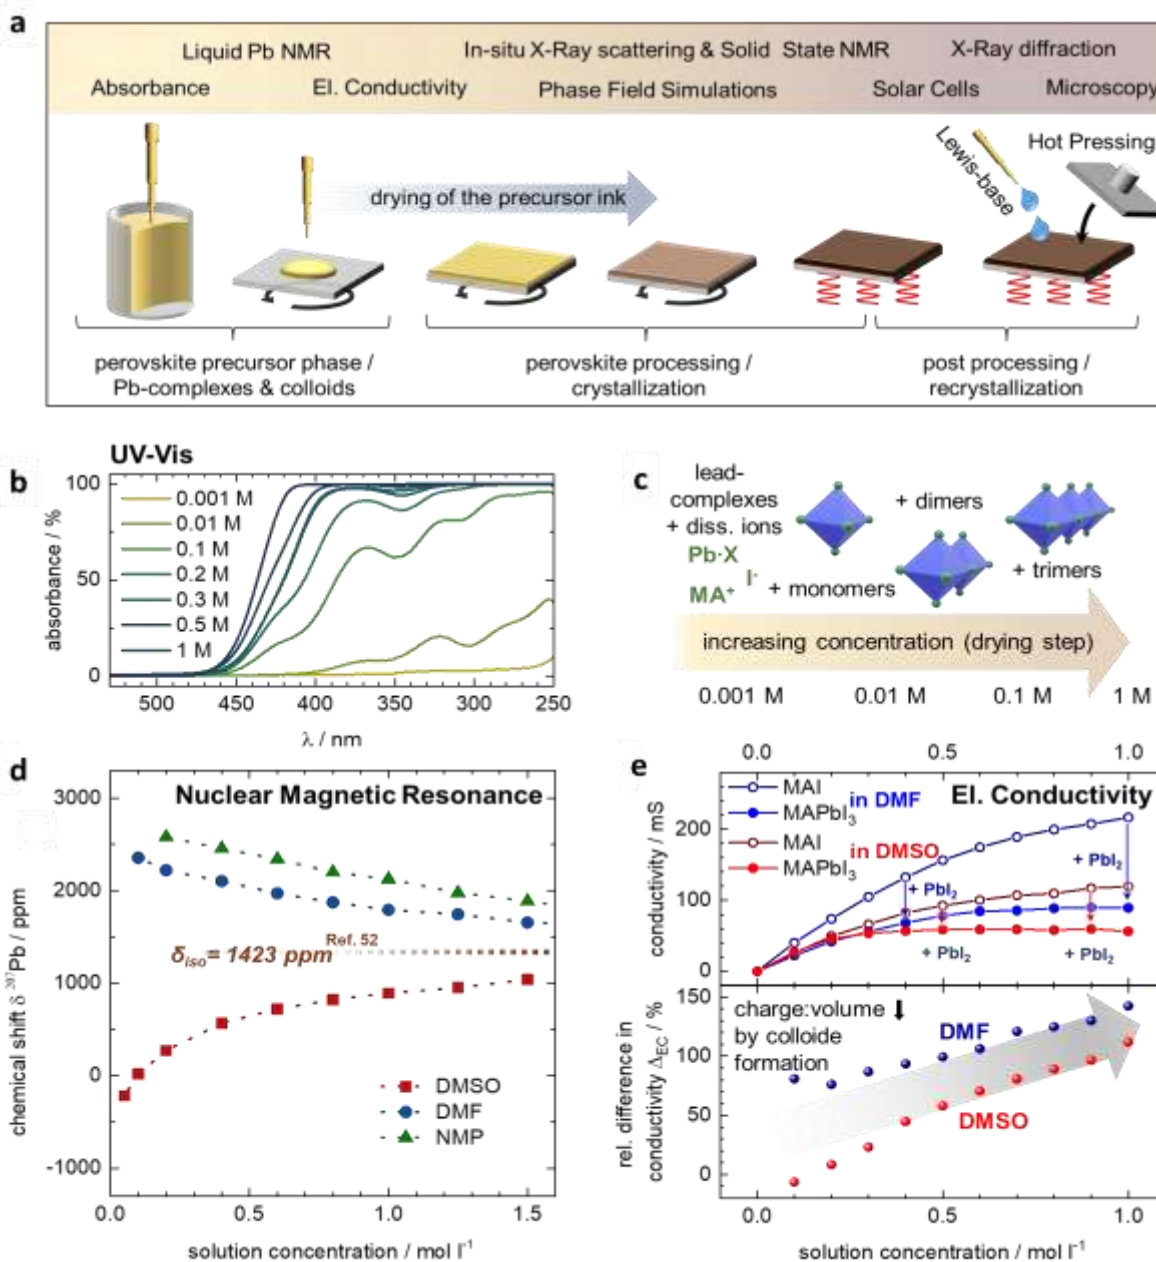 a
Liquid Pb NMR
In-situ X-Ray scattering & Solid State NMR
X-Ray diffraction
Absorbance
El. Conductivity
Phase Field Simulations
Solar Cells
Microscopy
drying of the precursor ink
Lewis-base
Hot Pressing
perovskite precursor phase /
Pb-complexes & colloids
perovskite processing /
crystallization
post processing /
recrystallization
b
UV-Vis
absorbance / %
100
50
0
0.001 M
0.01 M
0.1 M
0.2 M
0.3 M
0.5 M
1 M
500
450
400
350
300
250
λ / nm
c
lead-
complexes
+ diss. ions
Pb·X
I⁻
MA⁺
+ monomers
+ dimers
+ trimers
increasing concentration (drying step)
0.001 M
0.01 M
0.1 M
1 M
d
Nuclear Magnetic Resonance
chemical shift δ ²⁰⁷Pb / ppm
3000
2000
1000
0
-1000
δiso= 1423 ppm
Ref. 52
DMSO
DMF
NMP
0.0
0.5
1.0
1.5
solution concentration / mol l⁻¹
e
0.0
0.5
1.0
El. Conductivity
conductivity / mS
200
100
0
MAI
MAPbI₃
in DMF
MAI
MAPbI₃
in DMSO
+ PbI₂
+ PbI₂
+ PbI₂
+ PbI₂
rel. difference in
conductivity ΔEC / %
150
100
50
0
charge:volume
by colloide
formation
DMF
DMSO
0.0
0.5
1.0
solution concentration / mol l⁻¹